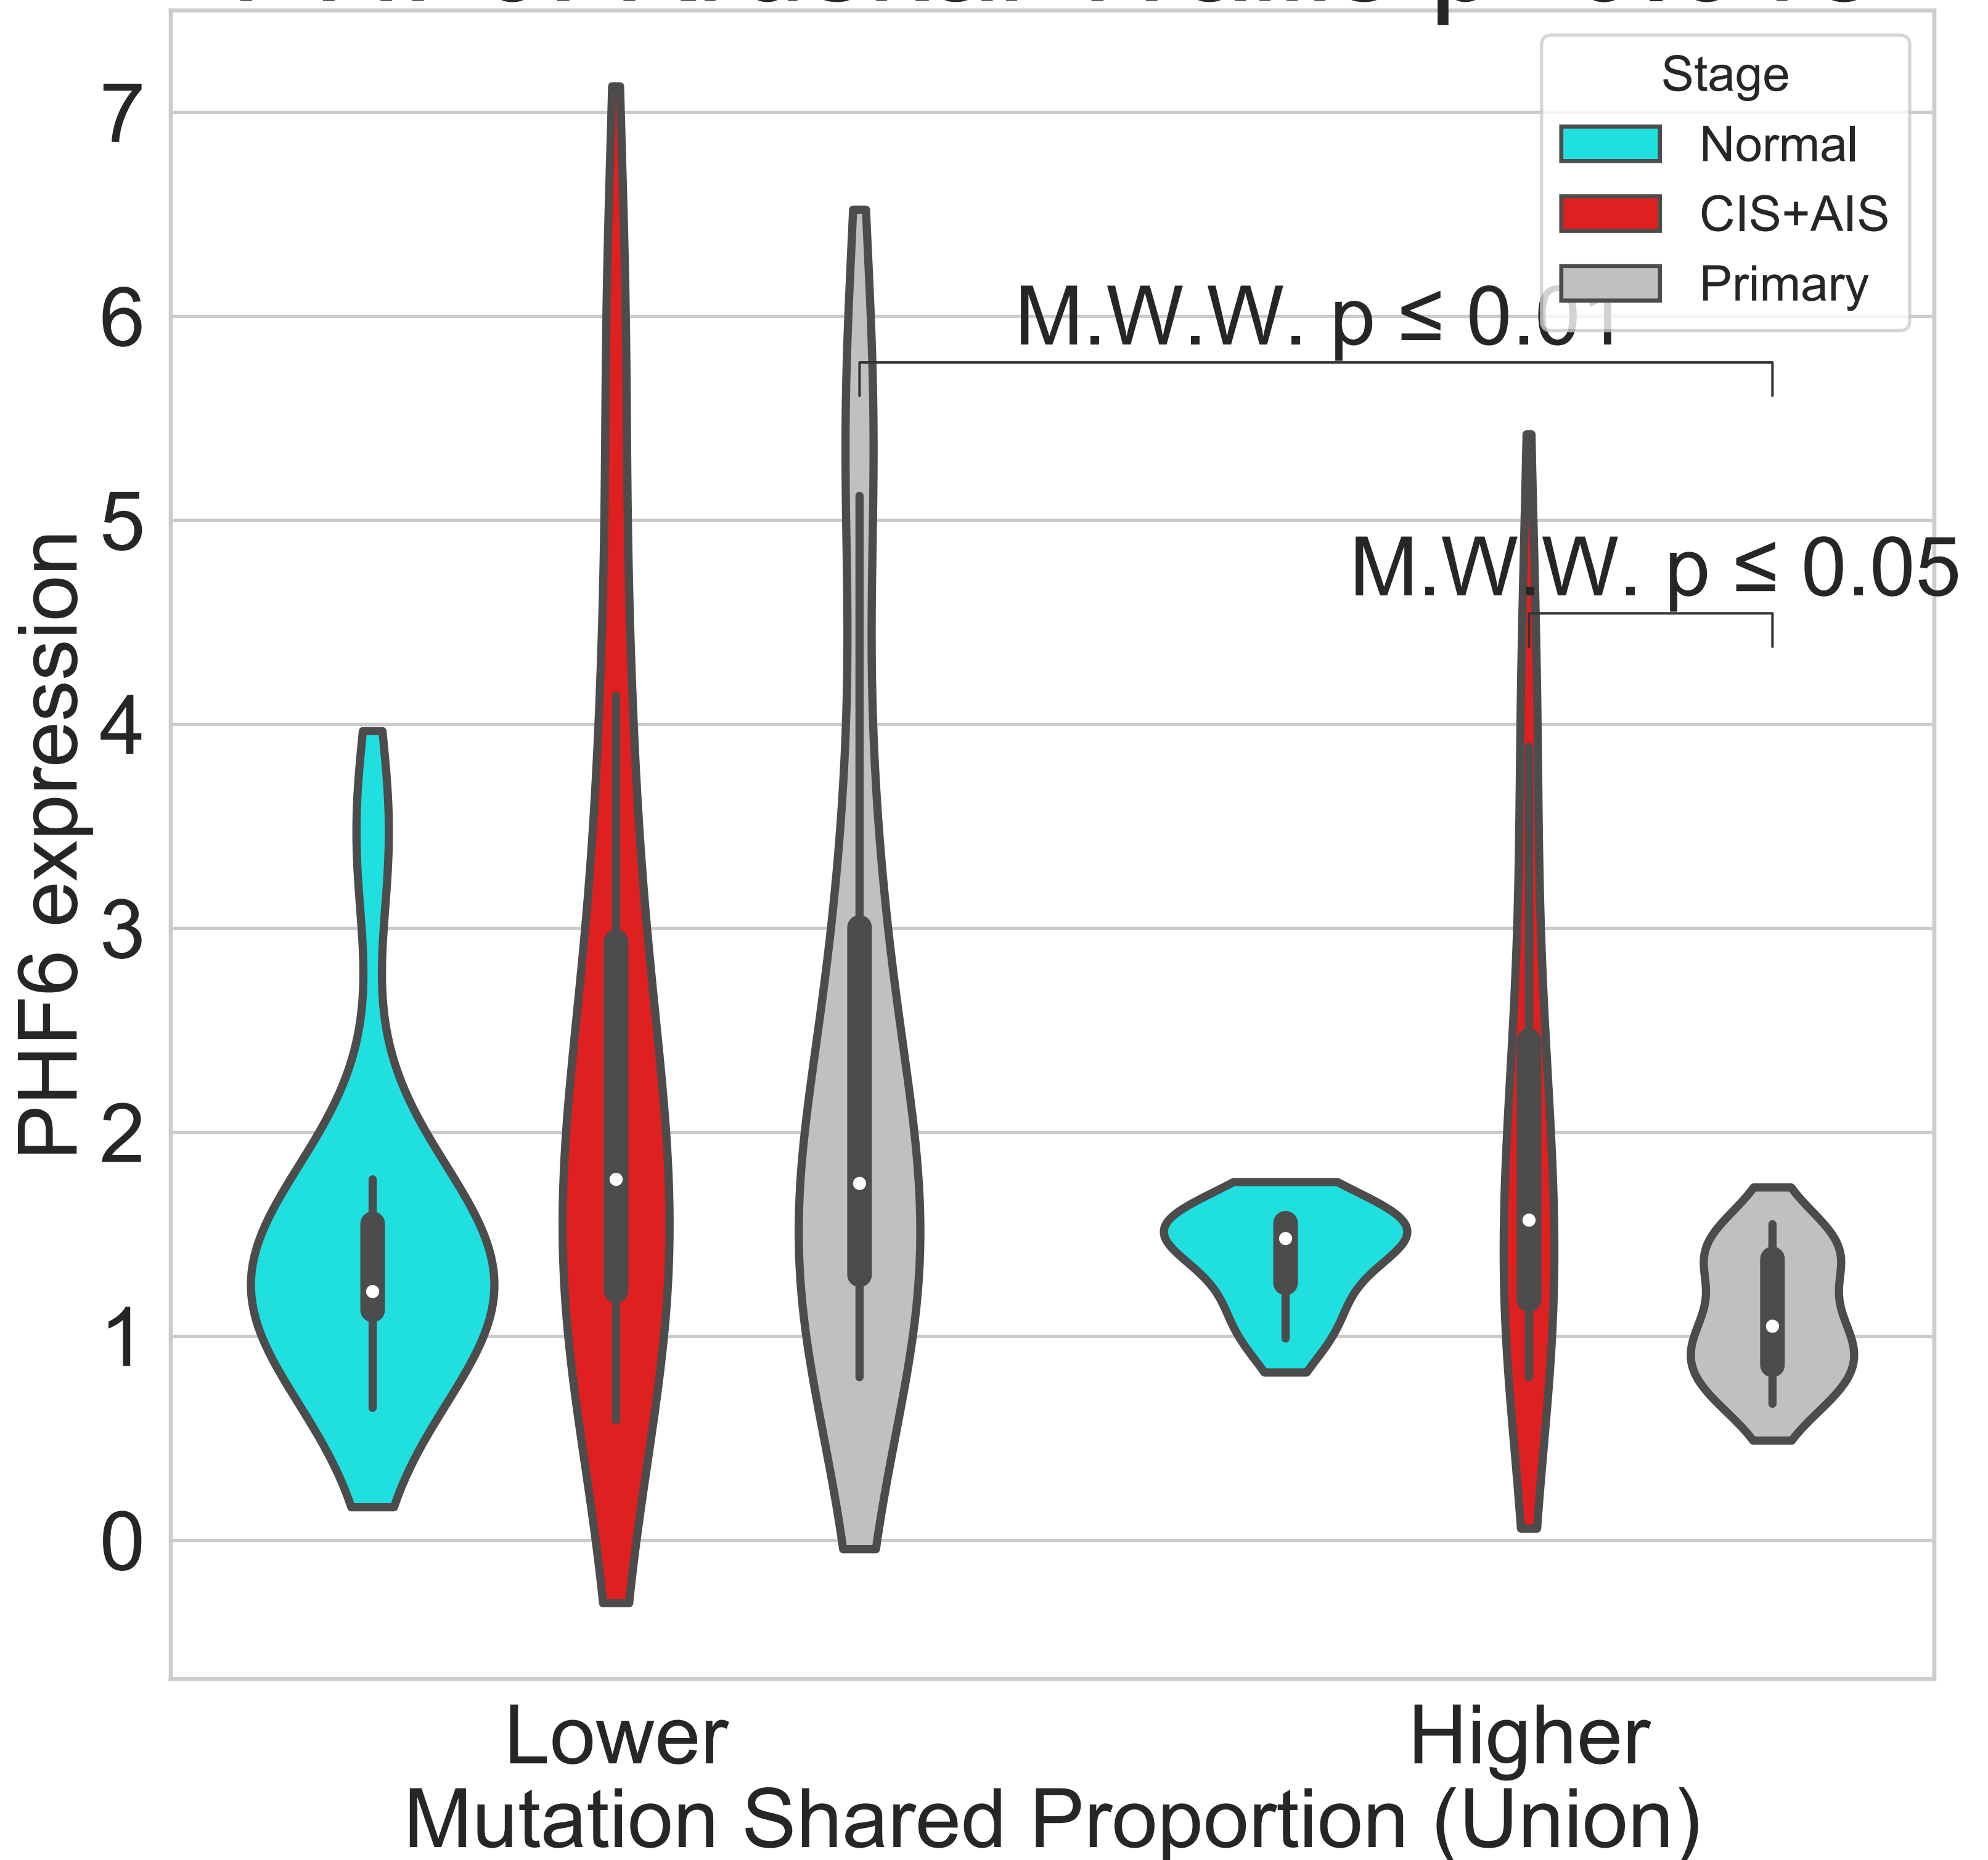 Stage
Normal
CIS+AIS
Primary
7
6
5
4
3
2
1
0
M.W.W. p ≤ 0.01
M.W.W. p ≤ 0.05
PHF6 expression
Lower
Higher
Mutation Shared Proportion (Union)